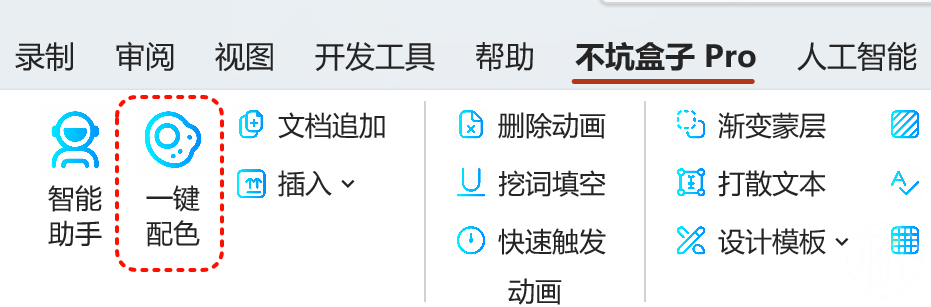 录制 审阅 视图 开发工具 帮助 不坑盒子 Pro 人工智能
智能
助手
一键
配色
文档追加
插入
删除动画
挖词填空
快速触发
动画
渐变蒙层
打散文本
设计模板